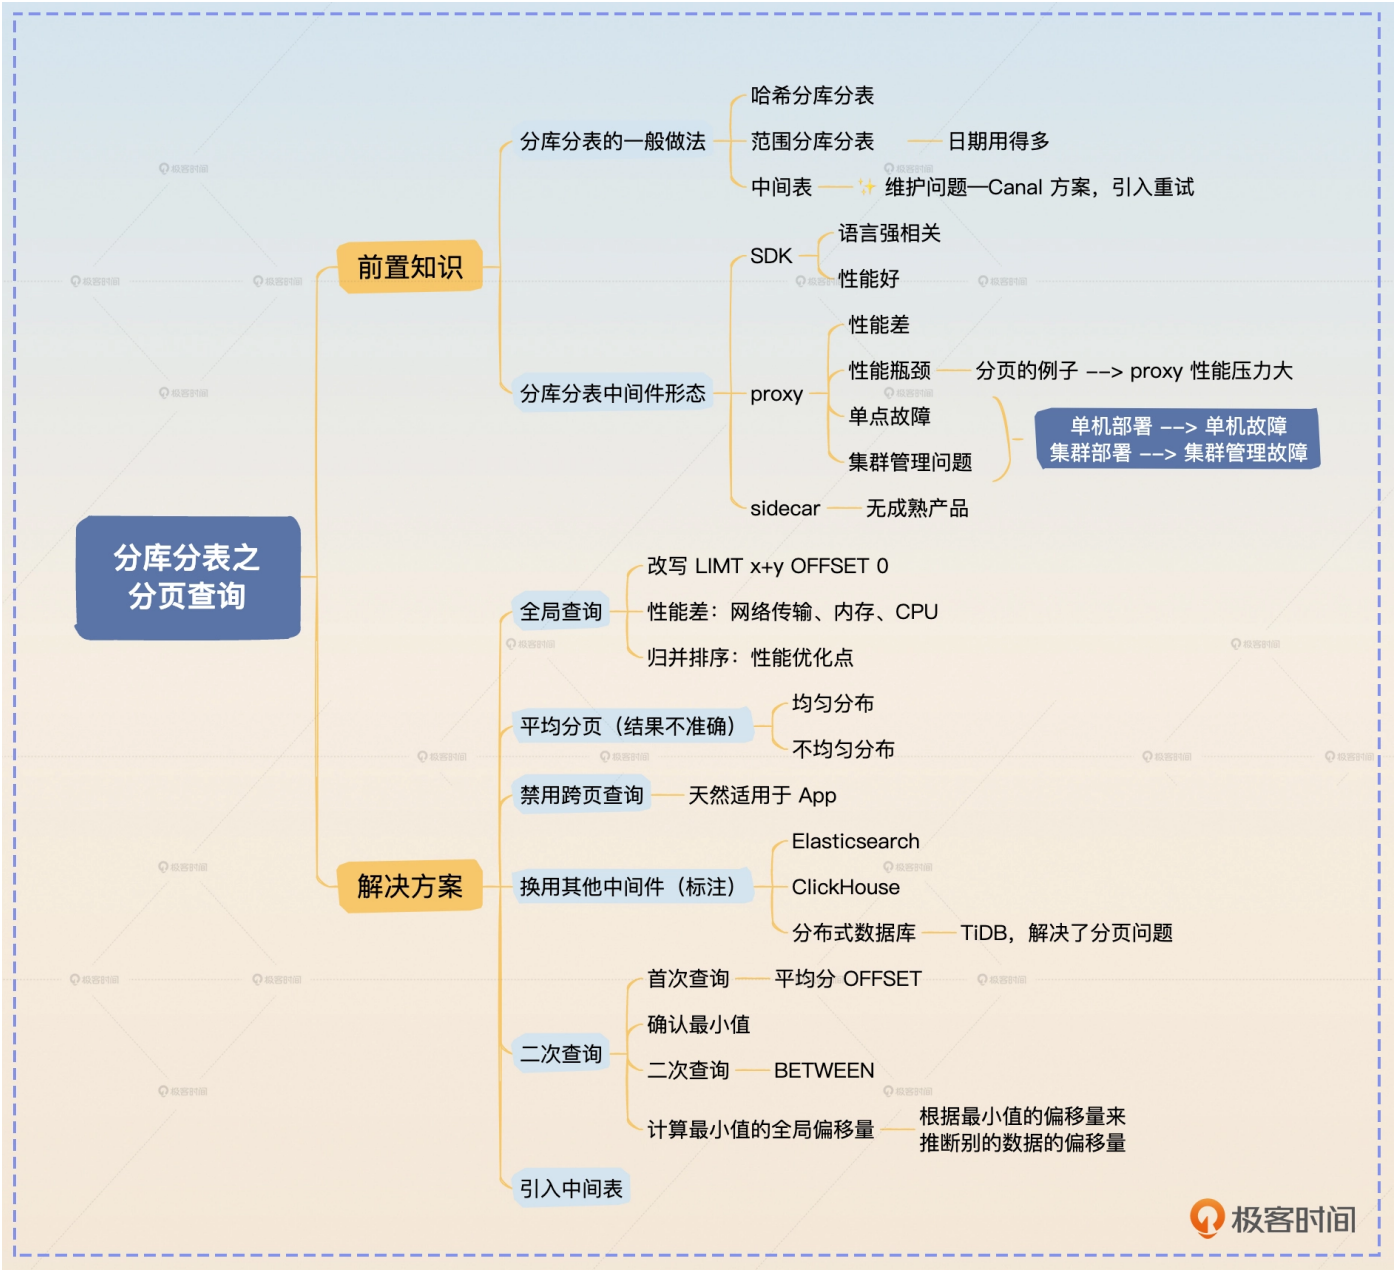 分库分表之
分页查询
前置知识
分库分表的一般做法
哈希分库分表
范围分库分表
日期用得多
中间表
✨ 维护问题—Canal 方案，引入重试
分库分表中间件形态
SDK
语言强相关
性能好
proxy
性能差
性能瓶颈
分页的例子 --> proxy 性能压力大
单点故障
集群管理问题
单机部署 --> 单机故障
集群部署 --> 集群管理故障
sidecar
无成熟产品
解决方案
全局查询
改写 LIMT x+y OFFSET 0
性能差：网络传输、内存、CPU
归并排序：性能优化点
平均分页（结果不准确）
均匀分布
不均匀分布
禁用跨页查询
天然适用于 App
换用其他中间件（标注）
Elasticsearch
ClickHouse
分布式数据库
TiDB，解决了分页问题
二次查询
首次查询
平均分 OFFSET
确认最小值
二次查询
BETWEEN
计算最小值的全局偏移量
根据最小值的偏移量来
推断别的数据的偏移量
引入中间表
极客时间